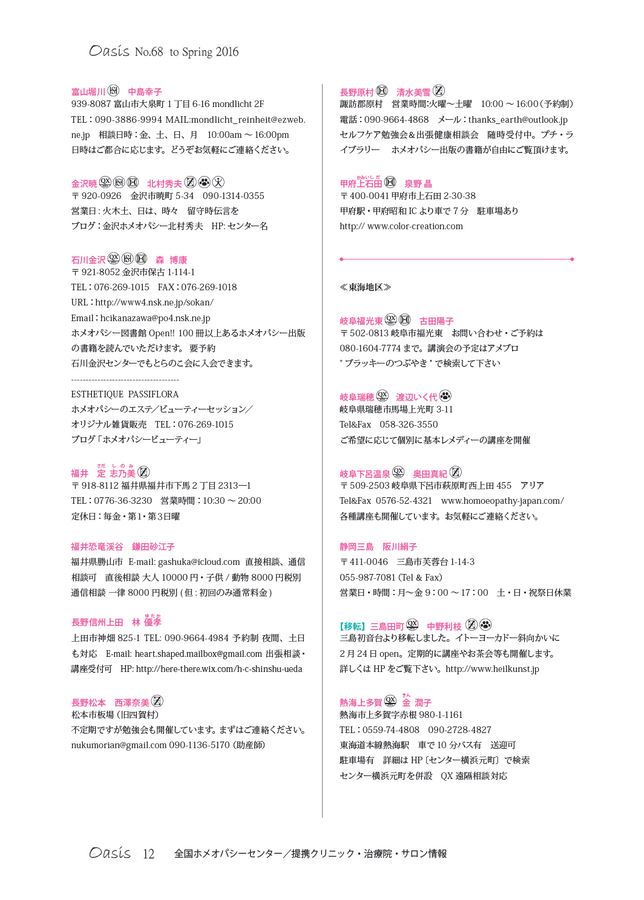 Oasis No.68 to Spring 2016
富山堀川 中島幸子
939-8087 富山市大泉町 1 丁目 6-16 mondlicht 2F
TEL：090-3886-9994 MAIL:mondlicht_reinheit@ezweb.
ne.jp 相談日時：金、土、日、月 10:00am ～ 16:00pm
日時はご都合に応じます。どうぞお気軽にご連絡ください。
金沢暁 北村秀夫
〒 920-0926 金沢市暁町 5-34 090-1314-0355
営業日 : 火木土、日は、時々 留守時伝言を
ブログ：金沢ホメオパシー北村秀夫 HP: センター名
石川金沢 森 博康
〒 921-8052 金沢市保古 1-114-1
TEL：076-269-1015 FAX：076-269-1018
URL：http://www4.nsk.ne.jp/sokan/
Email：hcikanazawa@po4.nsk.ne.jp
ホメオパシー図書館 Open!! 100 冊以上あるホメオパシー出版
の書籍を読んでいただけます。 要予約
石川金沢センターでもとらのこ会に入会できます。
-------------------------------------
ESTHETIQUE PASSIFLORA
ホメオパシーのエステ／ビューティーセッション／
オリジナル雑貨販売 TEL：076-269-1015
ブログ「ホメオパシービューティー」
福井 定 志乃美
〒 918-8112 福井県福井市下馬 2 丁目 2313―1
TEL：0776-36-3230 営業時間：10:30 ～ 20:00
定休日：毎金・第1・第3日曜
福井恐竜渓谷 鎌田砂江子
福井県勝山市 E-mail: gashuka@icloud.com 直接相談、通信
相談可 直後相談 大人 10000 円・子供 / 動物 8000 円税別
通信相談 一律 8000 円税別 ( 但 : 初回のみ通常料金 )
長野信州上田 林 優孝
上田市神畑 825-1 TEL: 090-9664-4984 予約制 夜間、土日
も対応 E-mail: heart.shaped.mailbox@gmail.com 出張相談・
講座受付可 HP: http://here-there.wix.com/h-c-shinshu-ueda
長野松本 西澤奈美
松本市板場（旧四賀村）
不定期ですが勉強会も開催しています。まずはご連絡ください。
nukumorian@gmail.com 090-1136-5170（助産師）
長野原村 清水美雪
諏訪郡原村 営業時間:火曜～土曜 10:00 ～ 16:00（予約制）
電話：090-9664-4868 メール：thanks_earth@outlook.jp
セルフケア勉強会＆出張健康相談会 随時受付中。プチ・ラ
イブラリー ホメオパシー出版の書籍が自由にご覧頂けます。
甲府上石田 泉野 晶
〒 400-0041 甲府市上石田 2-30-38
甲府駅・甲府昭和 IC より車で 7 分 駐車場あり
http:// www.color-creation.com
≪東海地区≫
岐阜福光東 古田陽子
〒 502-0813 岐阜市福光東 お問い合わせ・ご予約は
080-1604-7774 まで。講演会の予定はアメブロ
" ブラッキーのつぶやき " で検索して下さい
岐阜瑞穂 渡辺いく代
岐阜県瑞穂市馬場上光町 3-11
Tel&Fax 058-326-3550
ご希望に応じて個別に基本レメディーの講座を開催
岐阜下呂温泉 奥田真紀
〒 509-2503 岐阜県下呂市萩原町西上田 455 アリア
Tel&Fax 0576-52-4321 www.homoeopathy-japan.com/
各種講座も開催しています。お気軽にご連絡ください。
静岡三島 阪川絹子
〒 411-0046 三島市芙蓉台 1-14-3
055-987-7081（Tel & Fax）
営業日・時間：月～金 9：00 ～ 17：00 土・日・祝祭日休業
【移転】三島田町 中野利枝
三島初音台より移転しました。イトーヨーカドー斜向かいに
2 月 24 日 open。定期的に講座やお茶会等も開催します。
詳しくは HP をご覧下さい。http://www.heilkunst.jp
熱海上多賀 金 潤子
熱海市上多賀字赤根 980-1-1161
TEL：0559-74-4808 090-2728-4827
東海道本線熱海駅 車で 10 分バス有 送迎可
駐車場有 詳細は HP〔センター横浜元町〕で検索
センター横浜元町を併設 QX 遠隔相談対応
Oasis 12 全国ホメオパシーセンター／提携クリニック・治療院・サロン情報